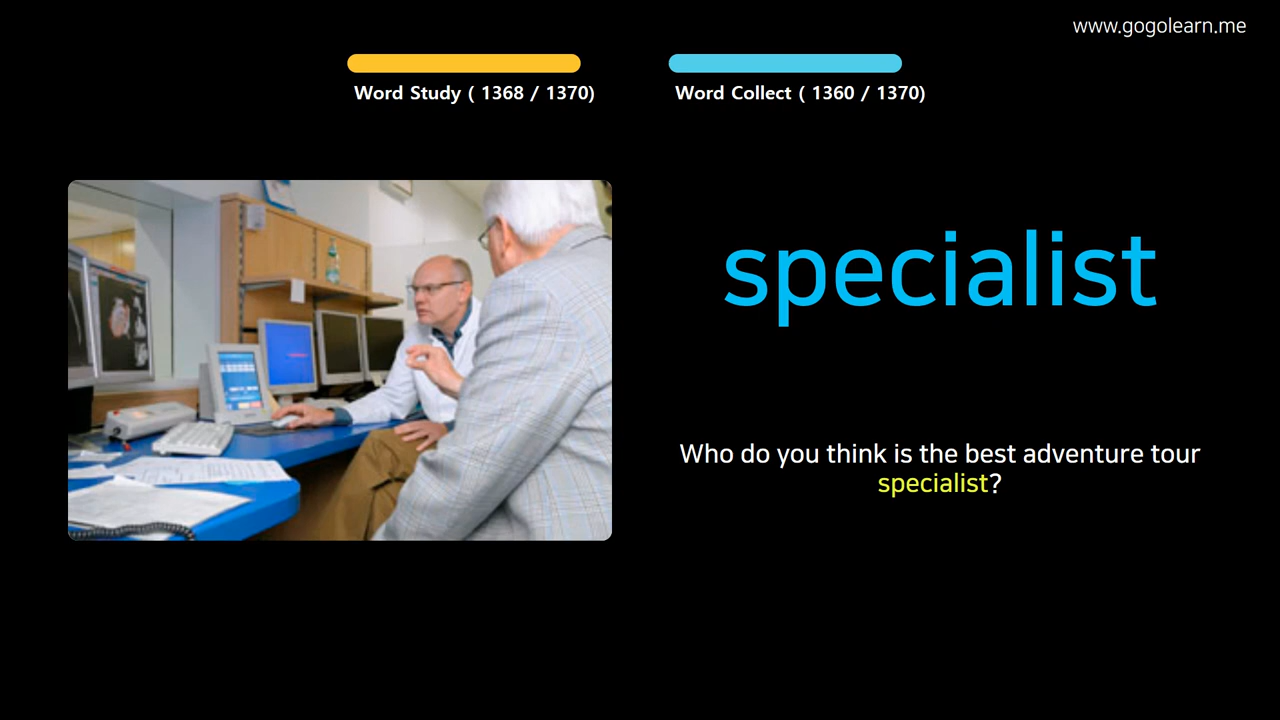 www.gogolearn.me
Word Study ( 1368 / 1370)
Word Collect ( 1360 / 1370)
specialist
Who do you think is the best adventure tour
specialist?